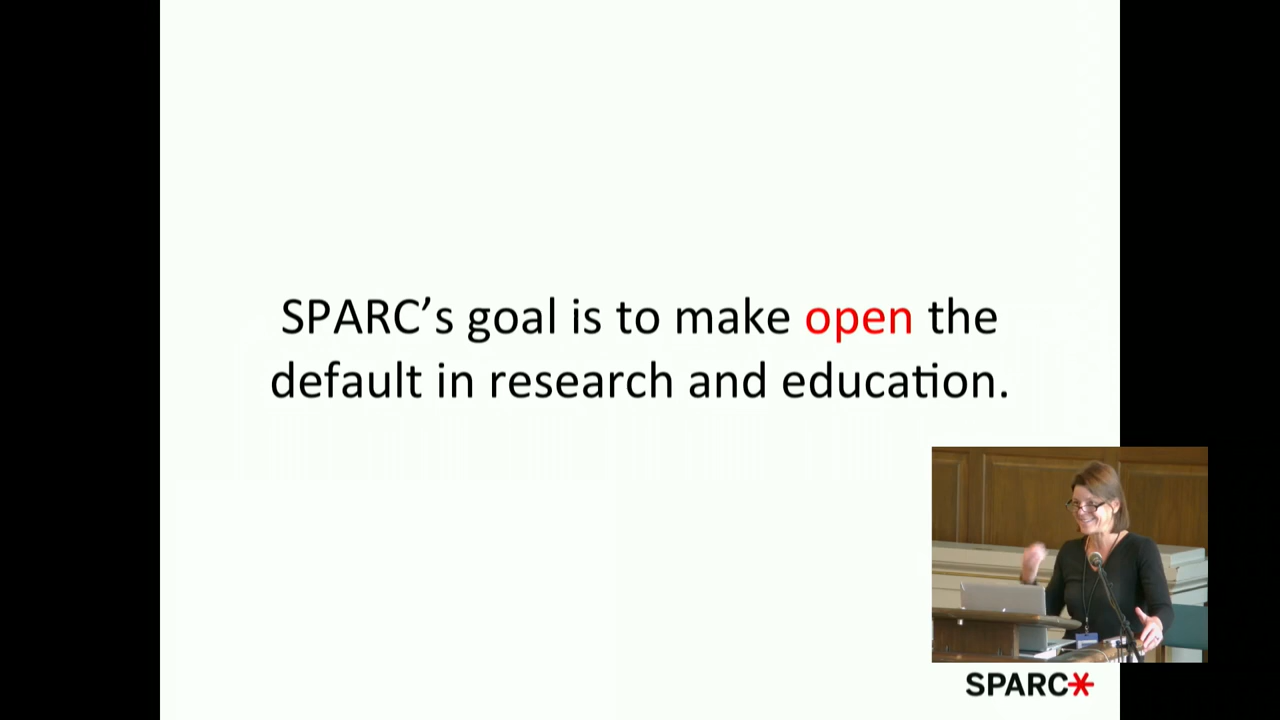 SPARC’s goal is to make open the
default in research and education.
SPARC